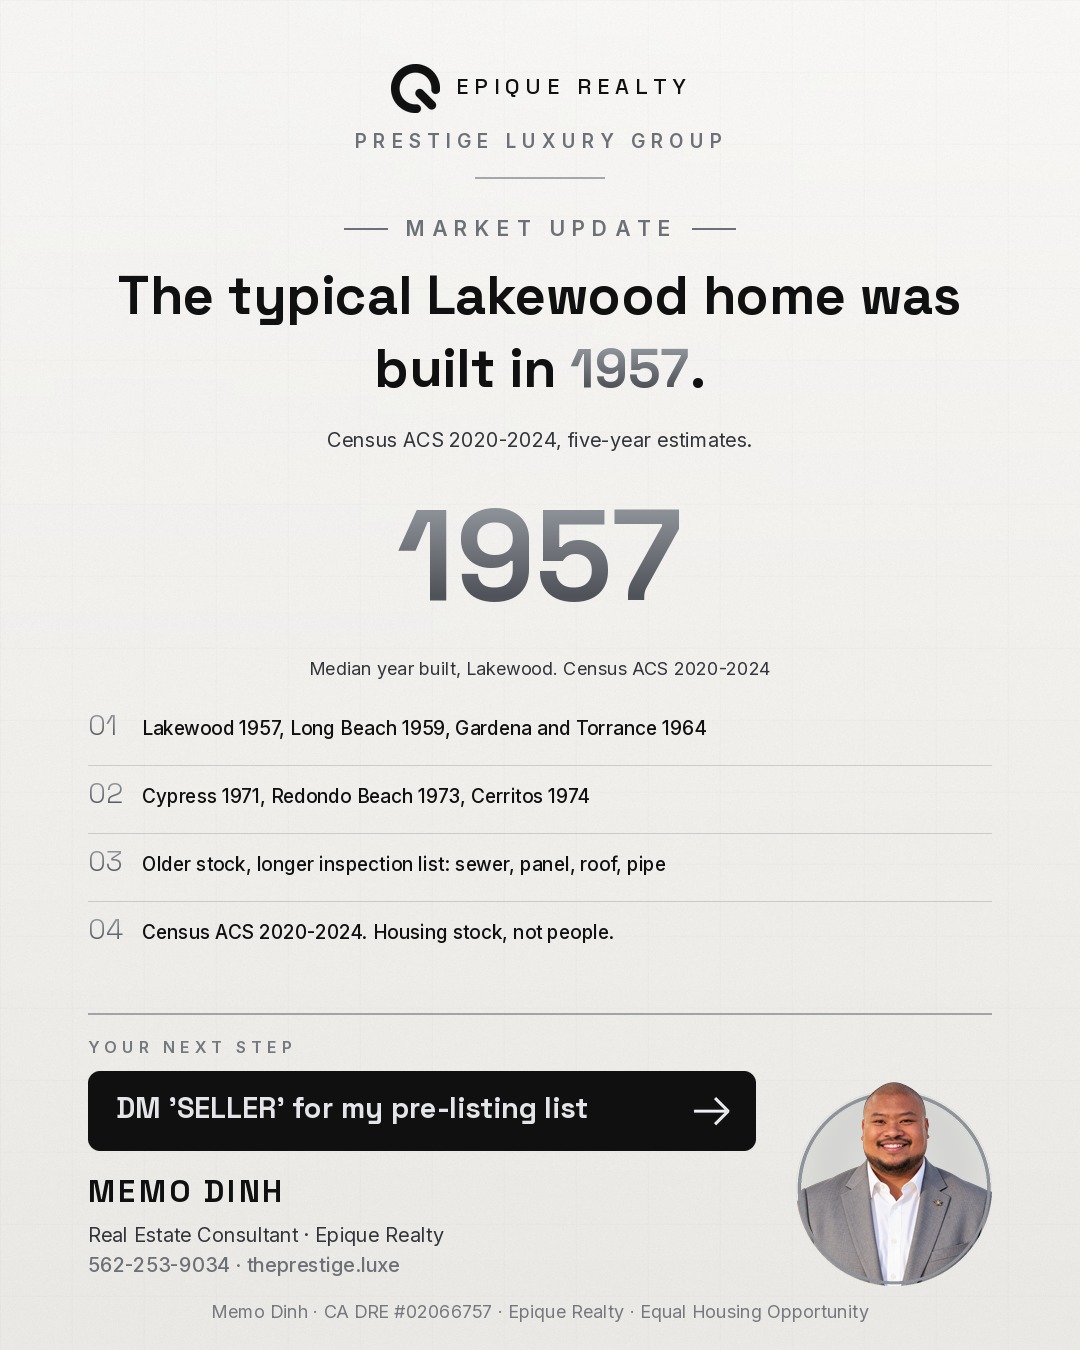 EPIQUE REALTY
PRESTIGE LUXURY GROUP
MARKET UPDATE
The typical Lakewood home was
built in 1957.
Census ACS 2020-2024, five-year estimates.
1957
Median year built, Lakewood. Census ACS 2020-2024
01 Lakewood 1957, Long Beach 1959, Gardena and Torrance 1964
02 Cypress 1971, Redondo Beach 1973, Cerritos 1974
03 Older stock, longer inspection list: sewer, panel, roof, pipe
04 Census ACS 2020-2024. Housing stock, not people.
YOUR NEXT STEP
DM ’SELLER’ for my pre-listing list
MEMO DINH
Real Estate Consultant · Epique Realty
562-253-9034 · theprestige.luxe
Memo Dinh · CA DRE #02066757 · Epique Realty · Equal Housing Opportunity